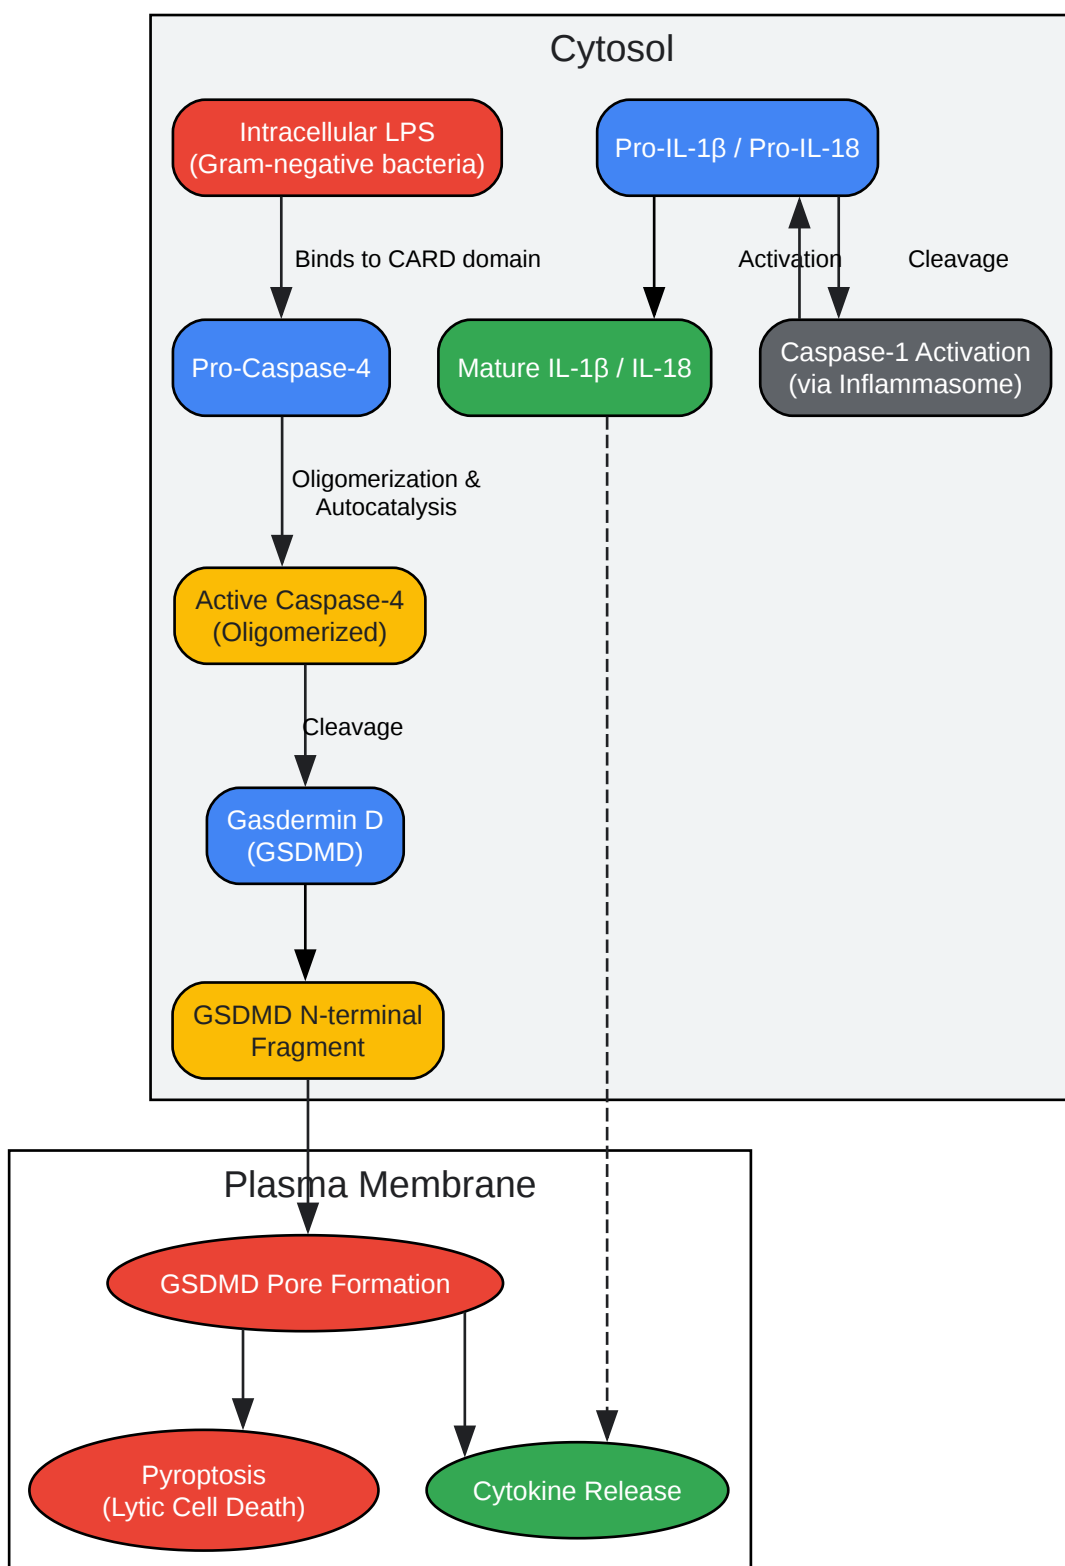 Cytosol
Intracellular LPS
(Gram-negative bacteria)
Pro-IL-1β / Pro-IL-18
Binds to CARD domain
Activation
Cleavage
Pro-Caspase-4
Mature IL-1β / IL-18
Caspase-1 Activation
(via Inflammasome)
Oligomerization &
Autocatalysis
Active Caspase-4
(Oligomerized)
Cleavage
Gasdermin D
(GSDMD)
GSDMD N-terminal
Fragment
Plasma Membrane
GSDMD Pore Formation
Pyroptosis
(Lytic Cell Death)
Cytokine Release